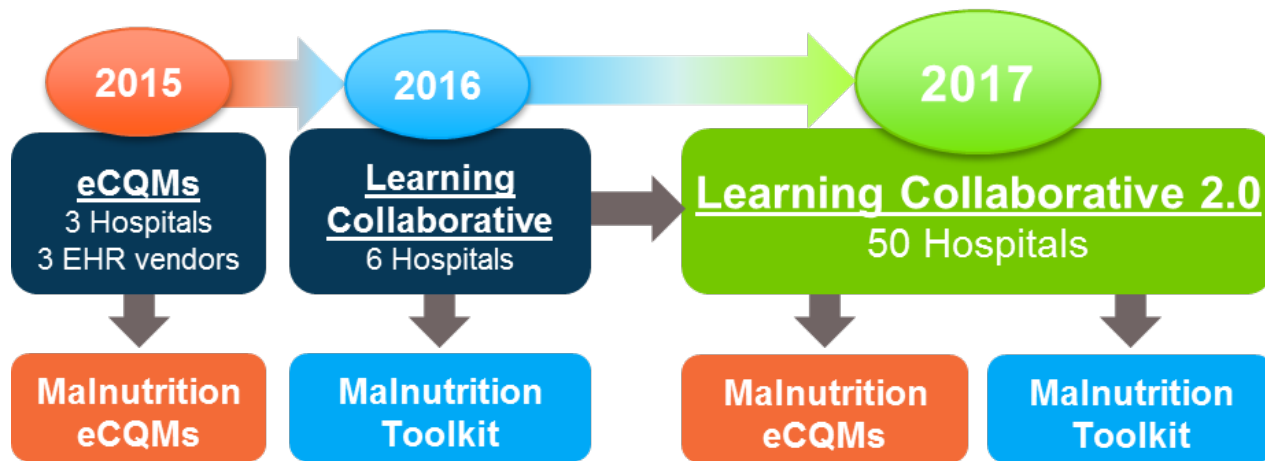 2015
2016
2017
eCQMs
3 Hospitals
3 EHR vendors
Learning
Collaborative
6 Hospitals
Learning Collaborative 2.0
50 Hospitals
Malnutrition
eCQMs
Malnutrition
Toolkit
Malnutrition
eCQMs
Malnutrition
Toolkit